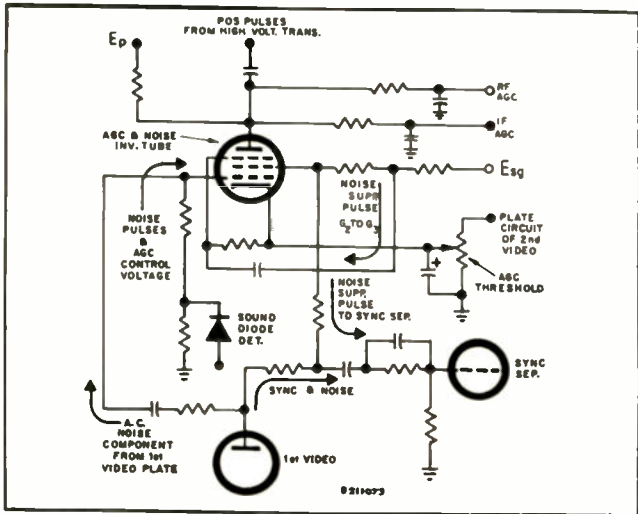 POS PULSES
FROM HIGH VOLT. TRANS.
Ep
RF
AGC
IF
AGC
AGC & NOISE
INV. TUBE
Esg
NOISE
SUPR
PULSE
G2 TO G3
NOISE
PULSES
&
AGC
CONTROL
VOLTAGE
PLATE
CIRCUIT
OF 2nd
VIDEO
AGC
THRESHOLD
+
NOISE
SUPP.
PULSE
TO SYNC SEP.
SOUND
DIODE
DET.
SYNC
SEP.
SYNC & NOISE
A.C.
NOISE
COMPONENT
FROM 1st
VIDEO PLATE
1st VIDEO